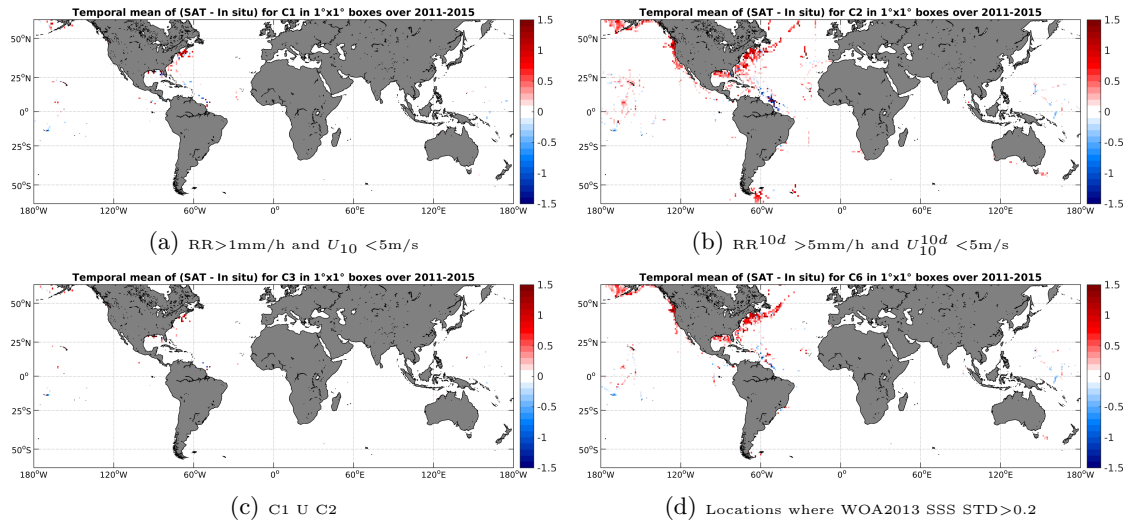 Temporal mean of (SAT - In situ) for C1 in 1°x1° boxes over 2011-2015
50°N
25°N
0°
25°S
50°S
180°W 120°W 60°W 0° 60°E 120°E 180°E
1.5
1
0.5
0
-0.5
-1
-1.5
(a) RR>1mm/h and U10 <5m/s
Temporal mean of (SAT - In situ) for C2 in 1°x1° boxes over 2011-2015
50°N
25°N
0°
25°S
50°S
180°W 120°W 60°W 0° 60°E 120°E 180°E
1.5
1
0.5
0
-0.5
-1
-1.5
(b) RR^10d >5mm/h and U10^10d <5m/s
Temporal mean of (SAT - In situ) for C3 in 1°x1° boxes over 2011-2015
50°N
25°N
0°
25°S
50°S
180°W 120°W 60°W 0° 60°E 120°E 180°E
1.5
1
0.5
0
-0.5
-1
-1.5
(c) C1 U C2
Temporal mean of (SAT - In situ) for C6 in 1°x1° boxes over 2011-2015
50°N
25°N
0°
25°S
50°S
180°W 120°W 60°W 0° 60°E 120°E 180°E
1.5
1
0.5
0
-0.5
-1
-1.5
(d) Locations where WOA2013 SSS STD>0.2